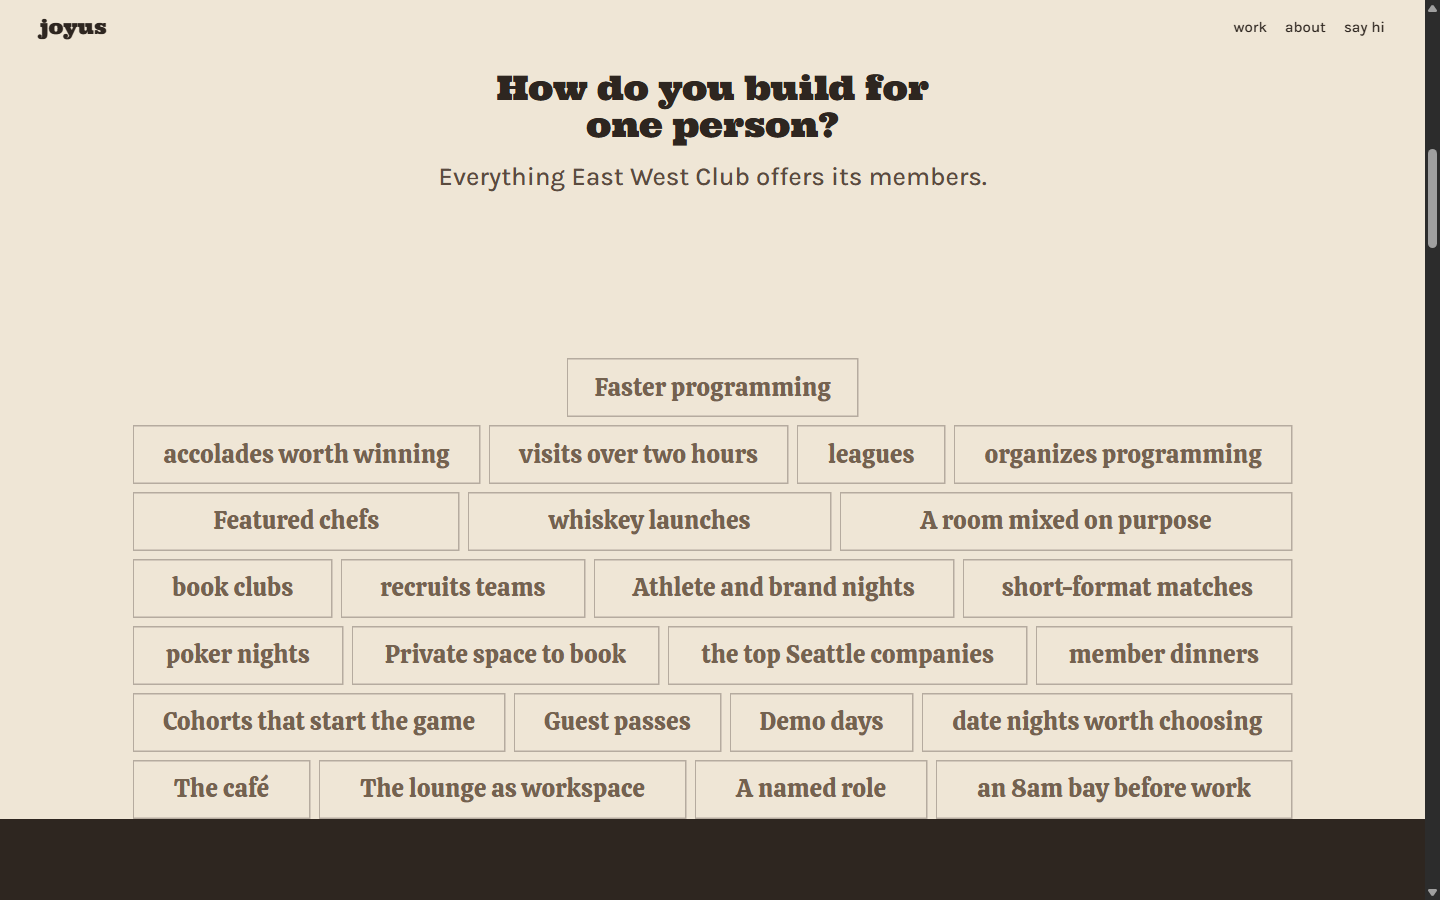 joyus
work about say hi
How do you build for
one person?
Everything East West Club offers its members.
Faster programming
accolades worth winning visits over two hours leagues organizes programming
Featured chefs whiskey launches A room mixed on purpose
book clubs recruits teams Athlete and brand nights short-format matches
poker nights Private space to book the top Seattle companies member dinners
Cohorts that start the game Guest passes Demo days date nights worth choosing
The café The lounge as workspace A named role an 8am bay before work